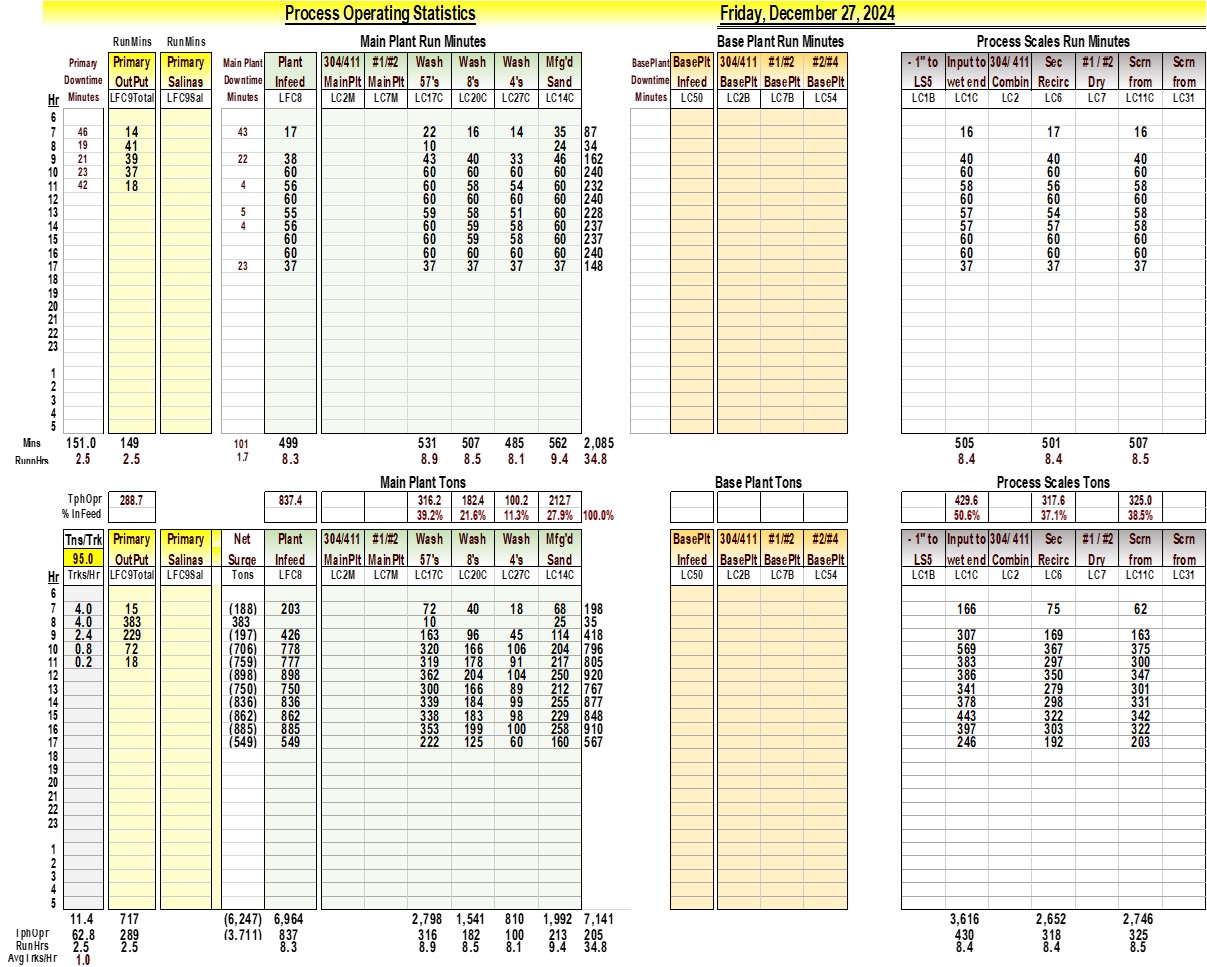 Process Operating Statistics Friday, December 27, 2024
RunMins RunMins Main Plant Run Minutes Base Plant Run Minutes Process Scales Run Minutes
Primary Primary Primary Main Plant Plant 304/411 #1/#2 Wash Wash Wash Mfg'd BasePlant BasePlt 304/411 #1/#2 #2/#4 - 1" to Input to 304/ 411 Sec #1 / #2 Scrn Scrn
Downtime OutPut Salinas Downtime Infeed MainPlt MainPlt 57's 8's 4's Sand Downtime Infeed BasePlt BasePlt BasePlt LS5 wet end Combin Recirc Dry from from
Hr Minutes LFC9Total LFC9Sal Minutes LFC8 LC2M LC7M LC17C LC20C LC27C LC14C Minutes LC50 LC2B LC7B LC54 LC1B LC1C LC2 LC6 LC7 LC11C LC31
6
7 46 14 43 17 22 16 14 35 87 16 17 16
8 19 41 10 24 34
9 21 39 22 38 43 40 33 46 162 40 40 40
10 23 37 60 60 60 60 60 240 60 60 60
11 42 18 4 56 60 58 54 60 232 58 56 58
12 60 60 60 60 60 240 60 60 60
13 5 55 59 58 51 60 228 57 54 58
14 4 56 60 59 58 60 237 57 57 58
15 60 60 59 58 60 237 60 60 60
16 60 60 60 60 60 240 60 60 60
17 23 37 37 37 37 37 148 37 37 37
18
19
20
21
22
23
1
2
3
4
5
Mins 151.0 149 101 499 531 507 485 562 2,085 505 501 507
RunnHrs 2.5 2.5 1.7 8.3 8.9 8.5 8.1 9.4 34.8 8.4 8.4 8.5
Main Plant Tons Base Plant Tons Process Scales Tons
TphOpr 288.7 837.4 316.2 182.4 100.2 212.7 429.6 317.6 325.0
% InFeed 39.2% 21.6% 11.3% 27.9% 100.0% 50.6% 37.1% 38.5%
Tns/Trk Primary Primary Net Plant 304/411 #1/#2 Wash Wash Wash Mfg'd BasePlt 304/411 #1/#2 #2/#4 - 1" to Input to 304/ 411 Sec #1 / #2 Scrn Scrn
95.0 OutPut Salinas Surge Infeed MainPlt MainPlt 57's 8's 4's Sand Infeed BasePlt BasePlt BasePlt LS5 wet end Combin Recirc Dry from from
Hr Trks/Hr LFC9Total LFC9Sal Tons LFC8 LC2M LC7M LC17C LC20C LC27C LC14C LC50 LC2B LC7B LC54 LC1B LC1C LC2 LC6 LC7 LC11C LC31
6
7 4.0 15 (188) 203 72 40 18 68 198 166 75 62
8 4.0 383 383 10 25 35
9 2.4 229 (197) 426 163 96 45 114 418 307 169 163
10 0.8 72 (706) 778 320 166 106 204 796 569 367 375
11 0.2 18 (759) 777 319 178 91 217 805 383 297 300
12 (898) 898 362 204 104 250 920 386 350 347
13 (750) 750 300 166 89 212 767 341 279 301
14 (836) 836 339 184 99 255 877 378 298 331
15 (862) 862 338 183 98 229 848 443 322 342
16 (885) 885 353 199 100 258 910 397 303 322
17 (549) 549 222 125 60 160 567 246 192 203
18
19
20
21
22
23
1
2
3
4
5
11.4 717 (6,247) 6,964 2,798 1,541 810 1,992 7,141 3,616 2,652 2,746
TphOpr 62.8 289 (3.711) 837 316 182 100 213 205 430 318 325
RunHrs 2.5 2.5 8.3 8.9 8.5 8.1 9.4 34.8 8.4 8.4 8.5
AvgTrks/Hr 1.0